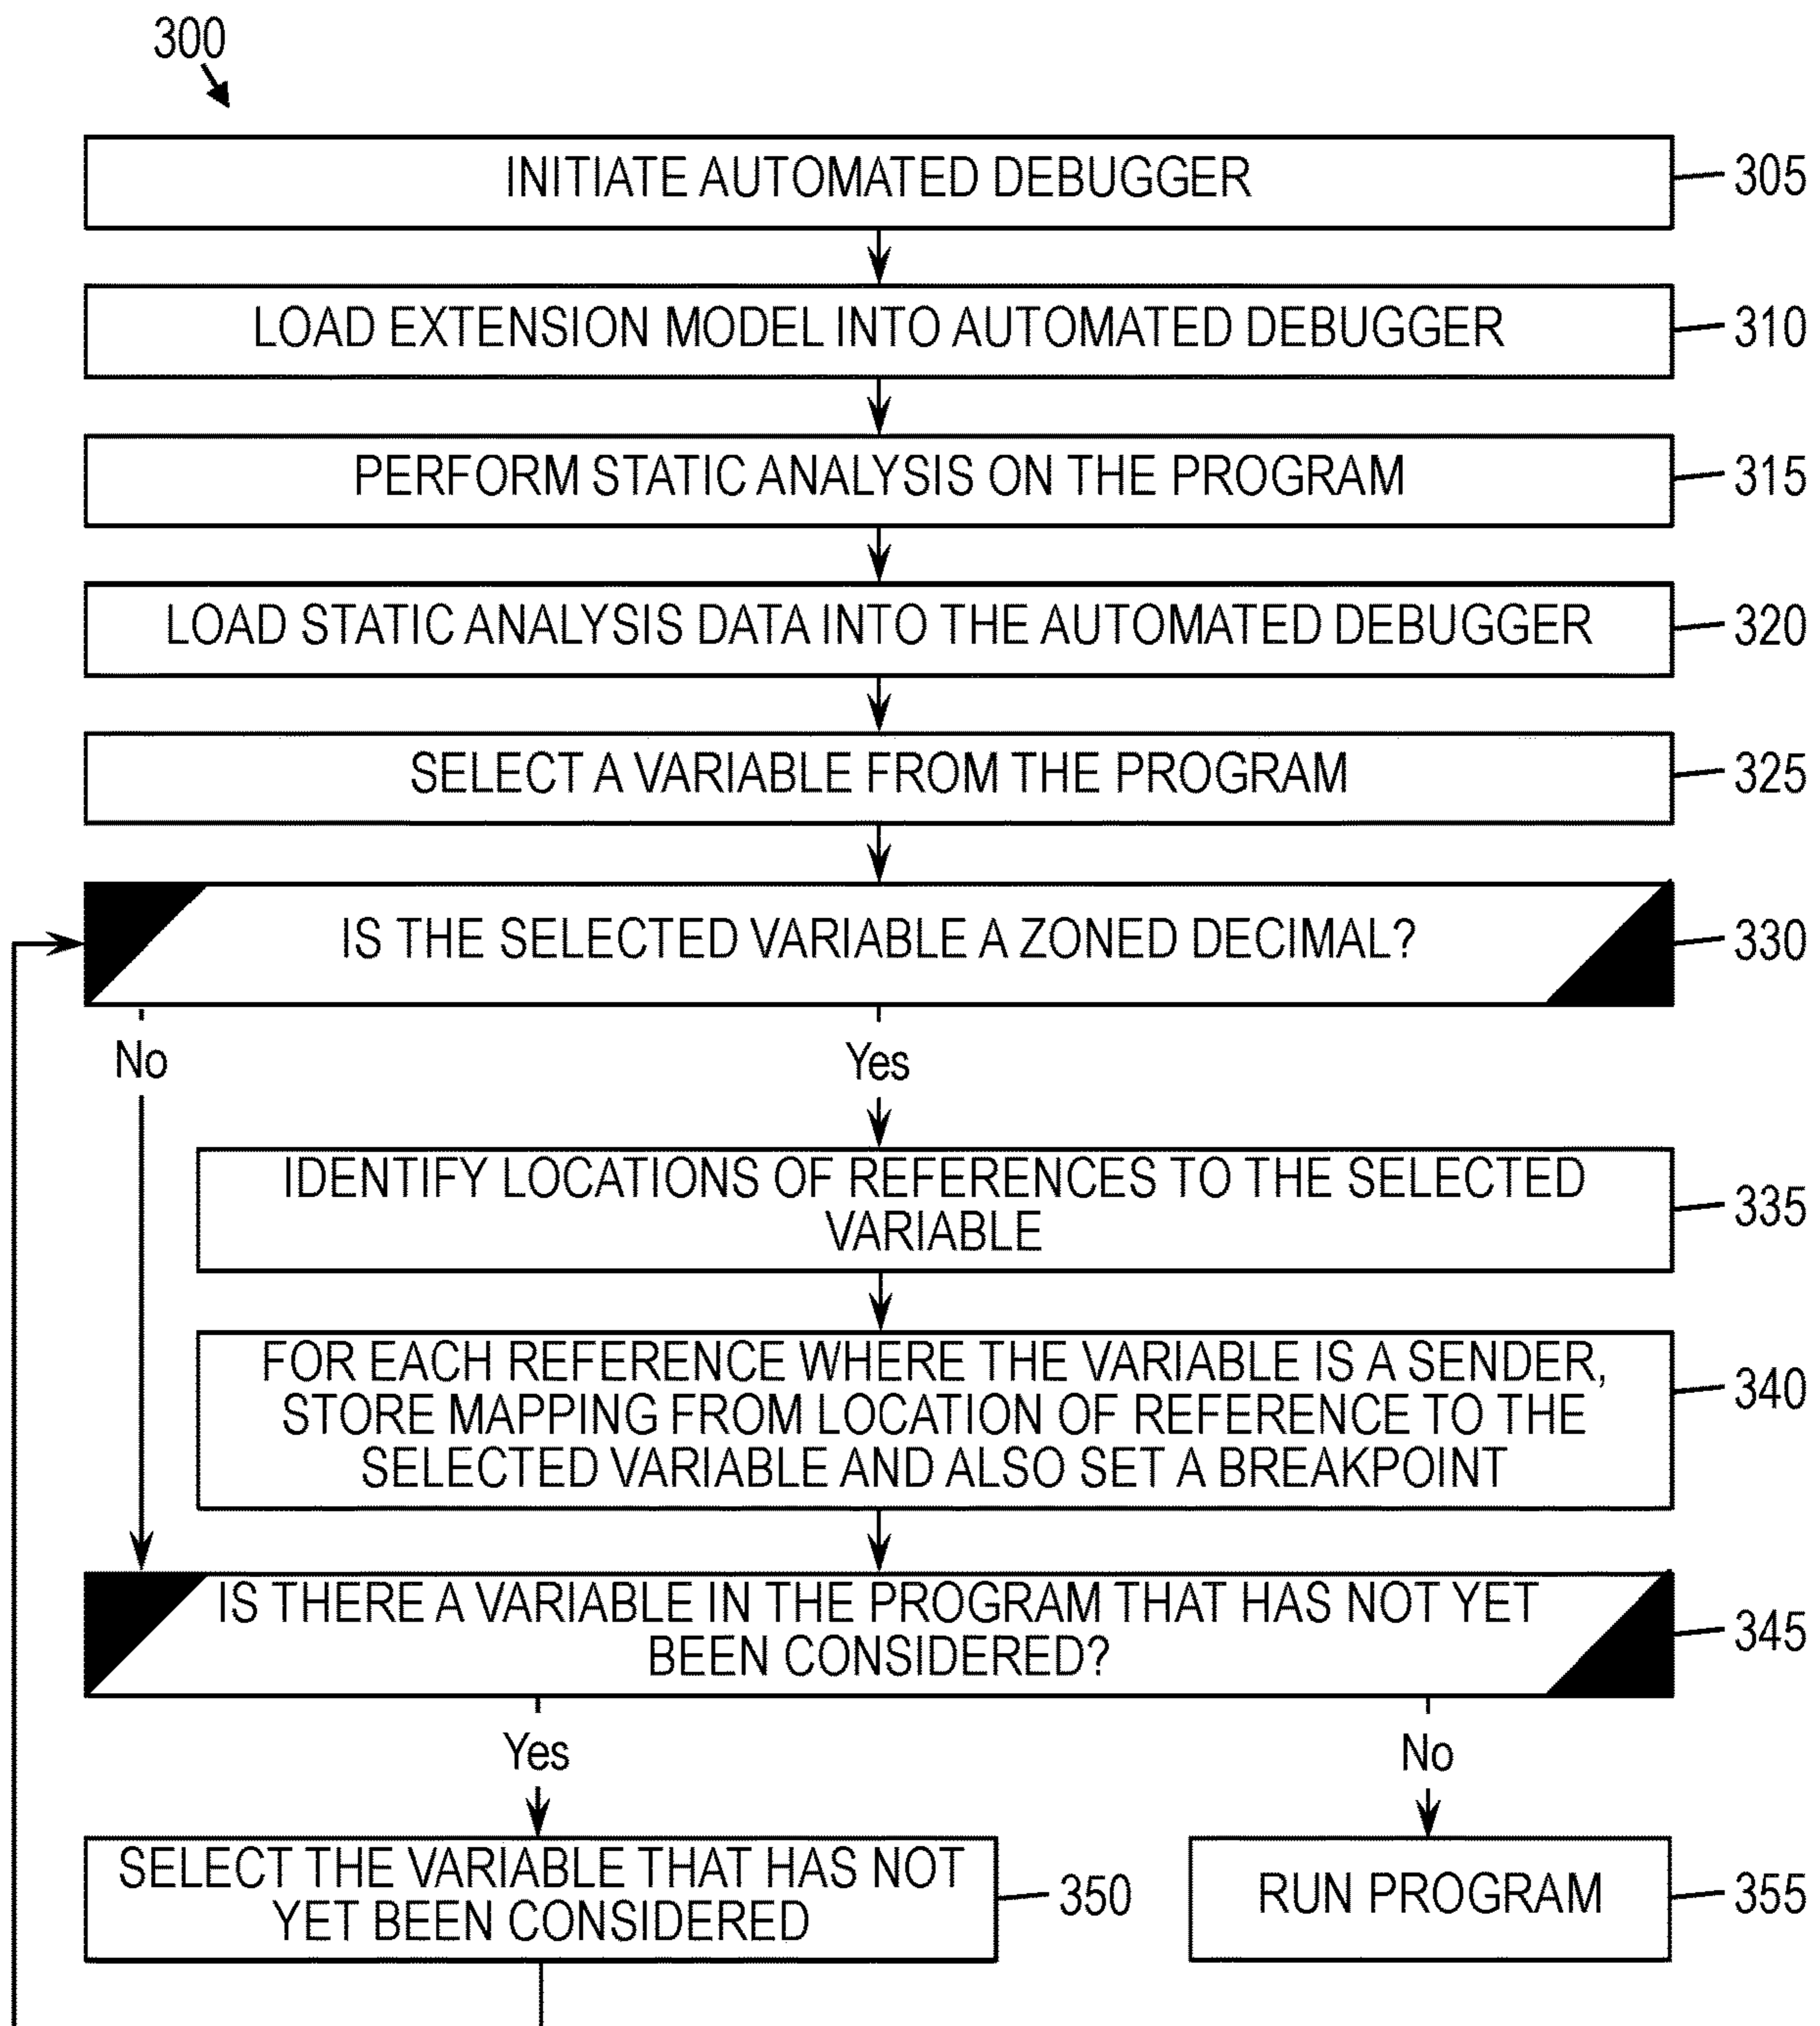 300
INITIATE AUTOMATED DEBUGGER
305
LOAD EXTENSION MODEL INTO AUTOMATED DEBUGGER
310
PERFORM STATIC ANALYSIS ON THE PROGRAM
315
LOAD STATIC ANALYSIS DATA INTO THE AUTOMATED DEBUGGER
320
SELECT A VARIABLE FROM THE PROGRAM
325
IS THE SELECTED VARIABLE A ZONED DECIMAL?
330
No
Yes
IDENTIFY LOCATIONS OF REFERENCES TO THE SELECTED
VARIABLE
335
FOR EACH REFERENCE WHERE THE VARIABLE IS A SENDER,
STORE MAPPING FROM LOCATION OF REFERENCE TO THE
SELECTED VARIABLE AND ALSO SET A BREAKPOINT
340
IS THERE A VARIABLE IN THE PROGRAM THAT HAS NOT YET
BEEN CONSIDERED?
345
Yes
No
SELECT THE VARIABLE THAT HAS NOT
YET BEEN CONSIDERED
350
RUN PROGRAM
355